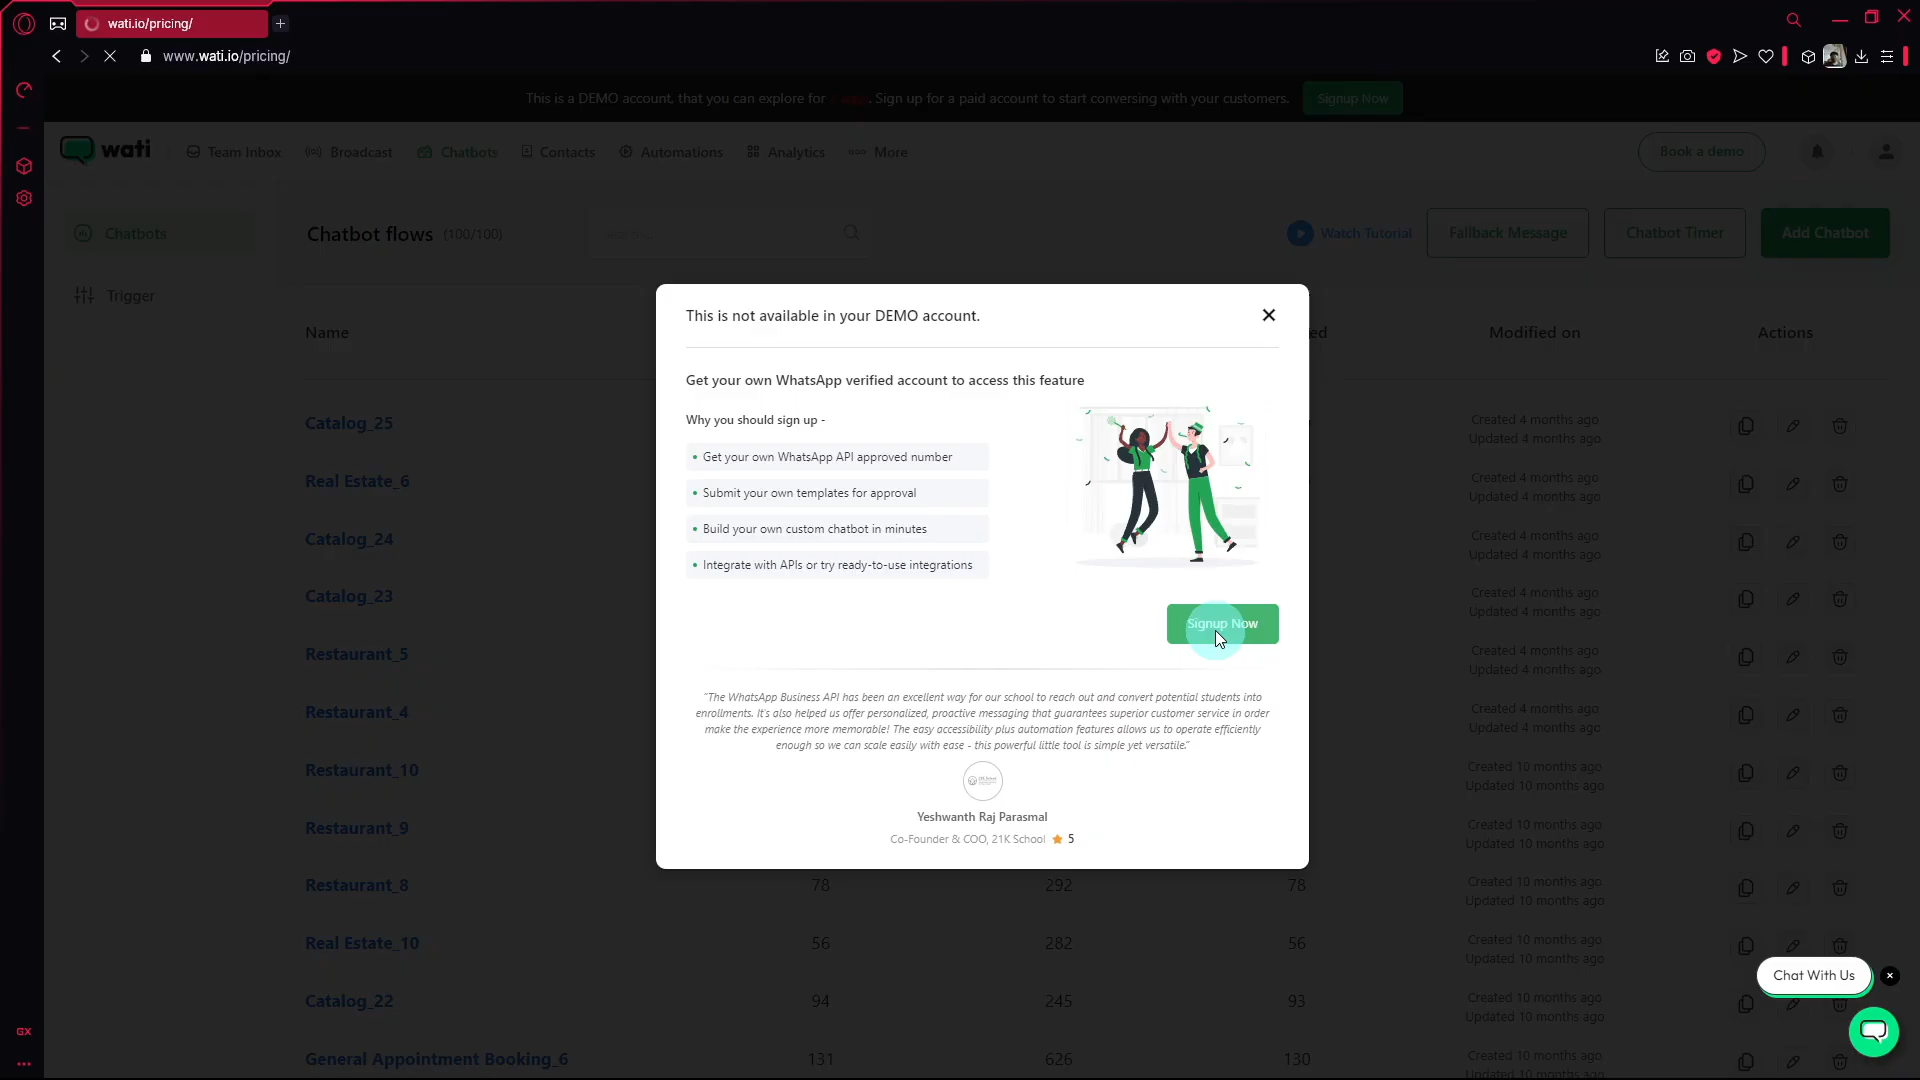 wati.io/pricing/
www.wati.io/pricing/
This is a DEMO account, that you can explore for
. Sign up for a paid account to start conversing with your customers.
Signup Now
wati
Team Inbox
Broadcast
Chatbots
Contacts
Automations
Analytics
More
Book a demo
Chatbots
Trigger
Chatbot flows (100/100)
Search...
Watch Tutorial
Fallback Message
Chatbot Timer
Add Chatbot
Name
Modified on
Actions
This is not available in your DEMO account.
Get your own WhatsApp verified account to access this feature
Why you should sign up -
• Get your own WhatsApp API approved number
• Submit your own templates for approval
• Build your own custom chatbot in minutes
• Integrate with APIs or try ready-to-use integrations
Signup Now
"The WhatsApp Business API has been an excellent way for our school to reach out and convert potential students into
enrollments. It's also helped us offer personalized, proactive messaging that guarantees superior customer service in order
make the experience more memorable! The easy accessibility plus automation features allows us to operate efficiently
enough so we can scale easily with ease - this powerful little tool is simple yet versatile."
Yeshwanth Raj Parasmal
Co-Founder & COO, 21K School 5
Catalog_25
Created 4 months ago
Updated 4 months ago
Real Estate_6
Created 4 months ago
Updated 4 months ago
Catalog_24
Created 4 months ago
Updated 4 months ago
Catalog_23
Created 4 months ago
Updated 4 months ago
Restaurant_5
Created 4 months ago
Updated 4 months ago
Restaurant_4
Created 4 months ago
Updated 4 months ago
Restaurant_10
Created 10 months ago
Updated 10 months ago
Restaurant_9
Created 10 months ago
Updated 10 months ago
Restaurant_8 78 292 78
Created 10 months ago
Updated 10 months ago
Real Estate_10 56 282 56
Created 10 months ago
Updated 10 months ago
Catalog_22 94 245 93
Created 10 months ago
Updated 10 months ago
General Appointment Booking_6 131 626 130
Created 10 months ago
Updated 10 months ago
Chat With Us
GX